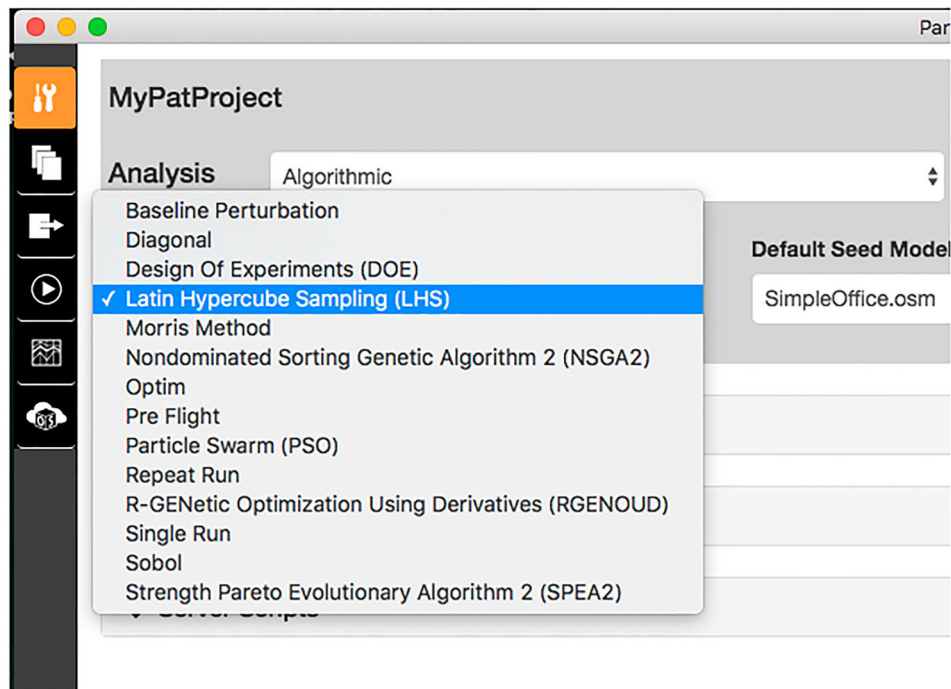 Par
MyPatProject
Analysis
Algorithmic
Baseline Perturbation
Diagonal
Design Of Experiments (DOE)
✓ Latin Hypercube Sampling (LHS)
Morris Method
Nondominated Sorting Genetic Algorithm 2 (NSGA2)
Optim
Pre Flight
Particle Swarm (PSO)
Repeat Run
R-GENetic Optimization Using Derivatives (RGENOUD)
Single Run
Sobol
Strength Pareto Evolutionary Algorithm 2 (SPEA2)
Default Seed Model
SimpleOffice.osm
OS